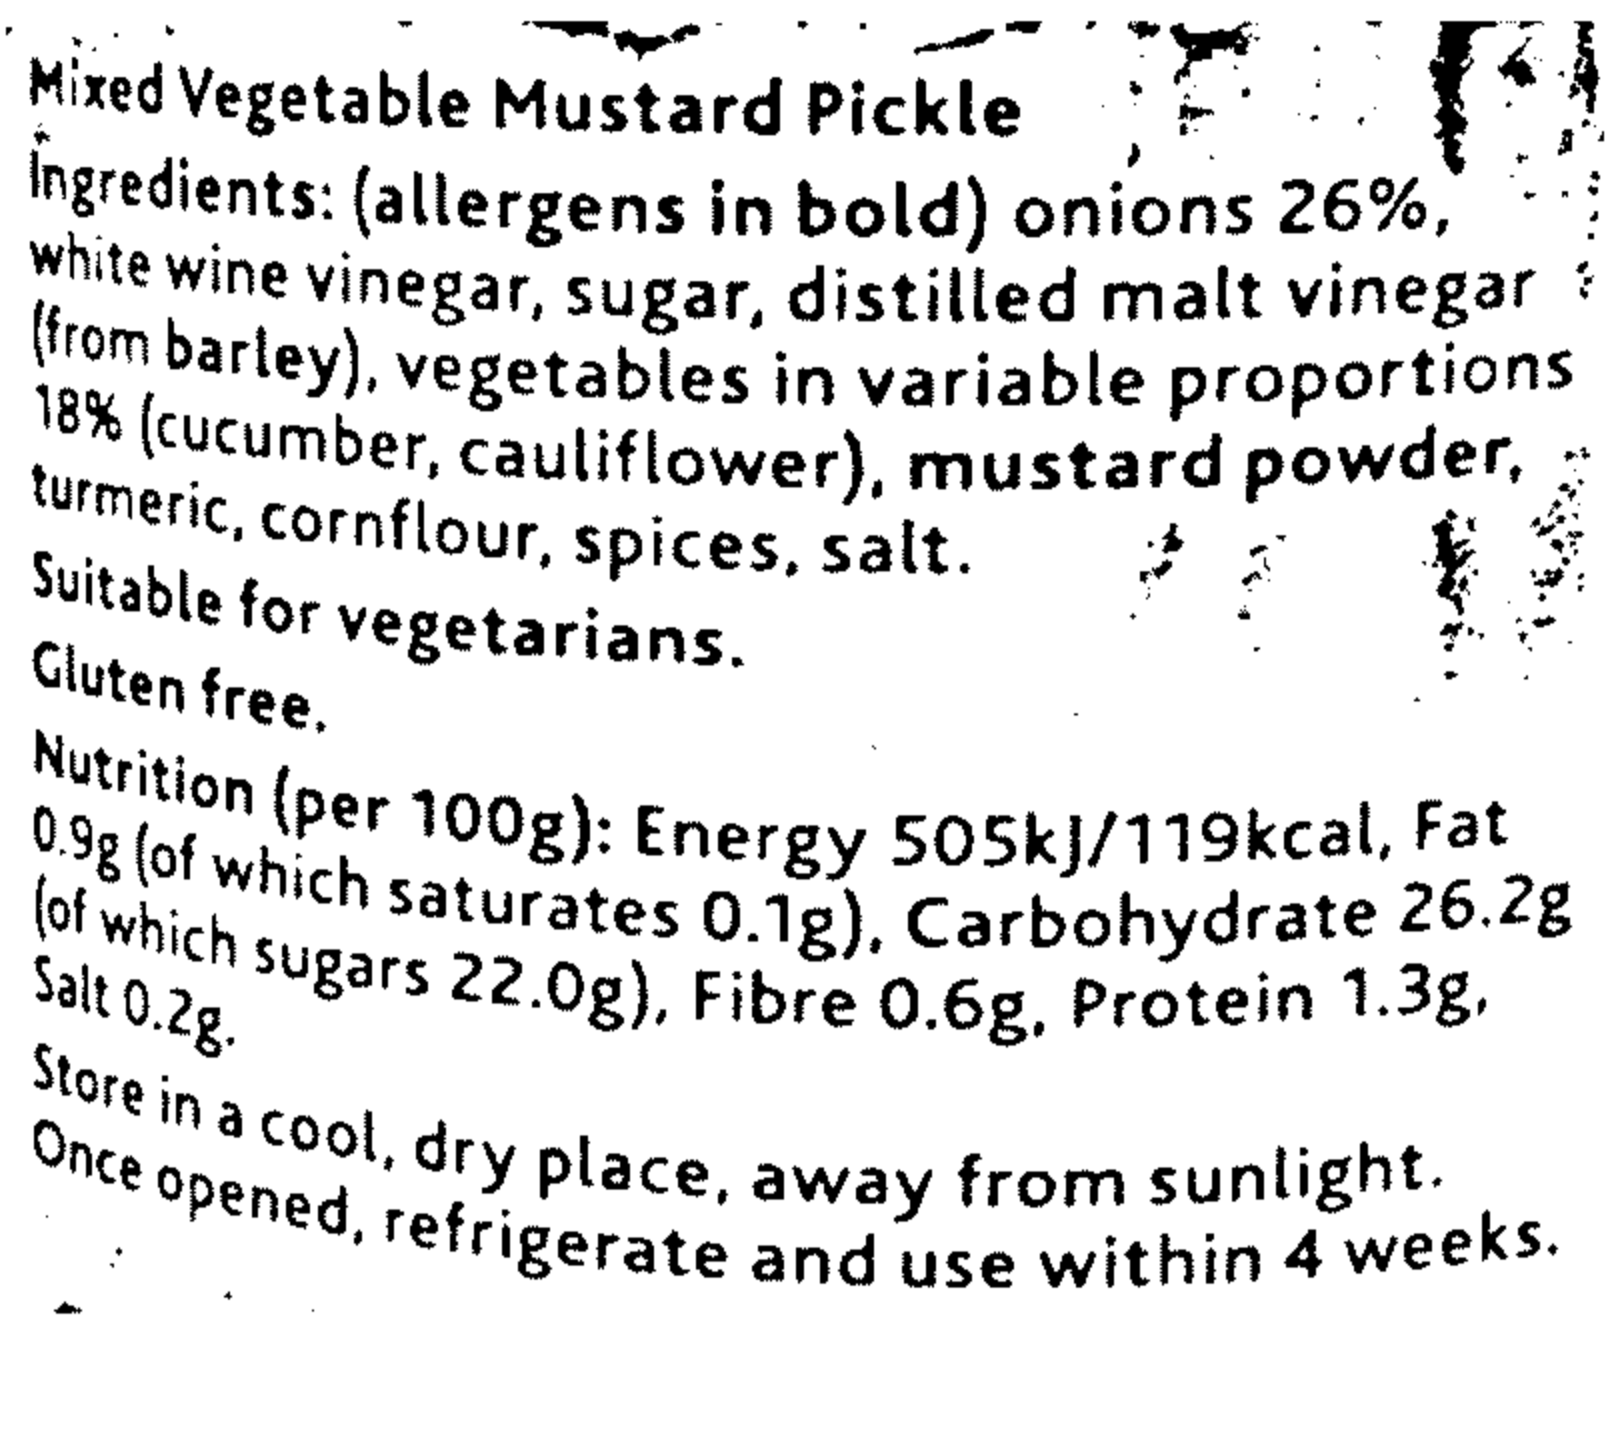 Mixed Vegetable Mustard Pickle
Ingredients: (allergens in bold) onions 26%,
white wine vinegar, sugar, distilled malt vinegar
(from barley), vegetables in variable proportions
18% (cucumber, cauliflower), mustard powder,
turmeric, cornflour, spices, salt.
Suitable for vegetarians.
Gluten free.
Nutrition (per 100g): Energy 505kJ/119kcal, Fat
0.9g (of which saturates 0.1g), Carbohydrate 26.2g
(of which sugars 22.0g), Fibre 0.6g, Protein 1.3g,
Salt 0.2g.
Store in a cool, dry place, away from sunlight.
Once opened, refrigerate and use within 4 weeks.